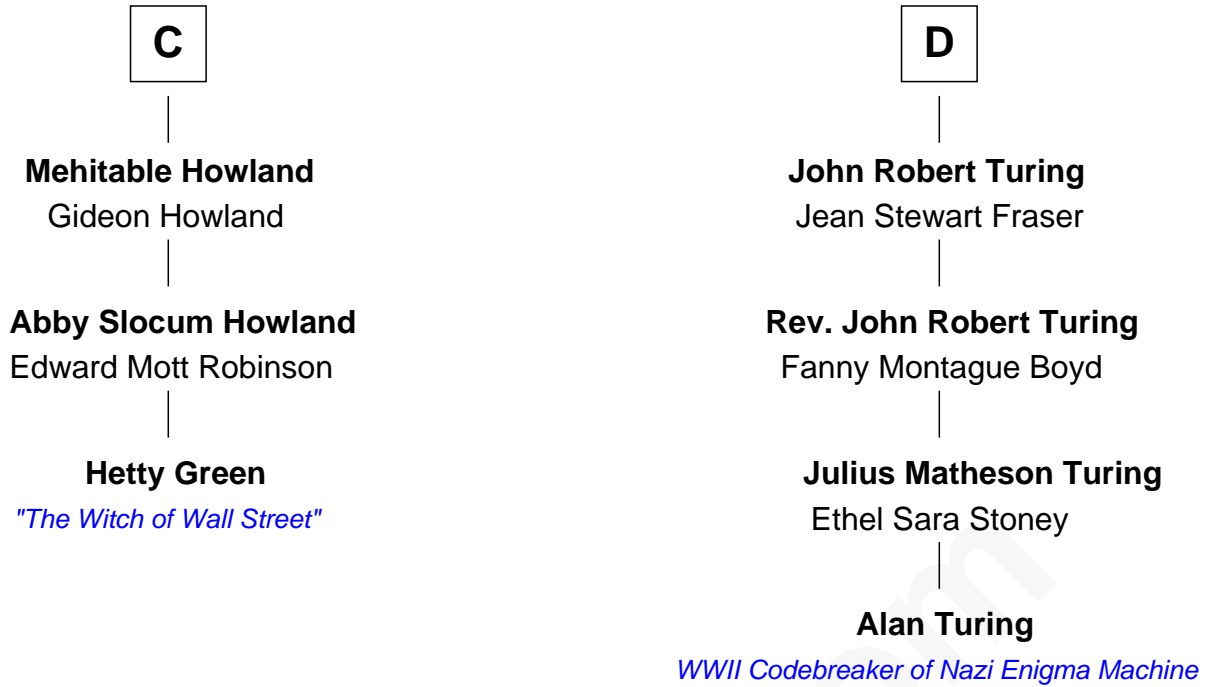 C
Mehitable Howland
Gideon Howland
Abby Slocum Howland
Edward Mott Robinson
Hetty Green
"The Witch of Wall Street"
D
John Robert Turing
Jean Stewart Fraser
Rev. John Robert Turing
Fanny Montague Boyd
Julius Matheson Turing
Ethel Sara Stoney
Alan Turing
WWII Codebreaker of Nazi Enigma Machine